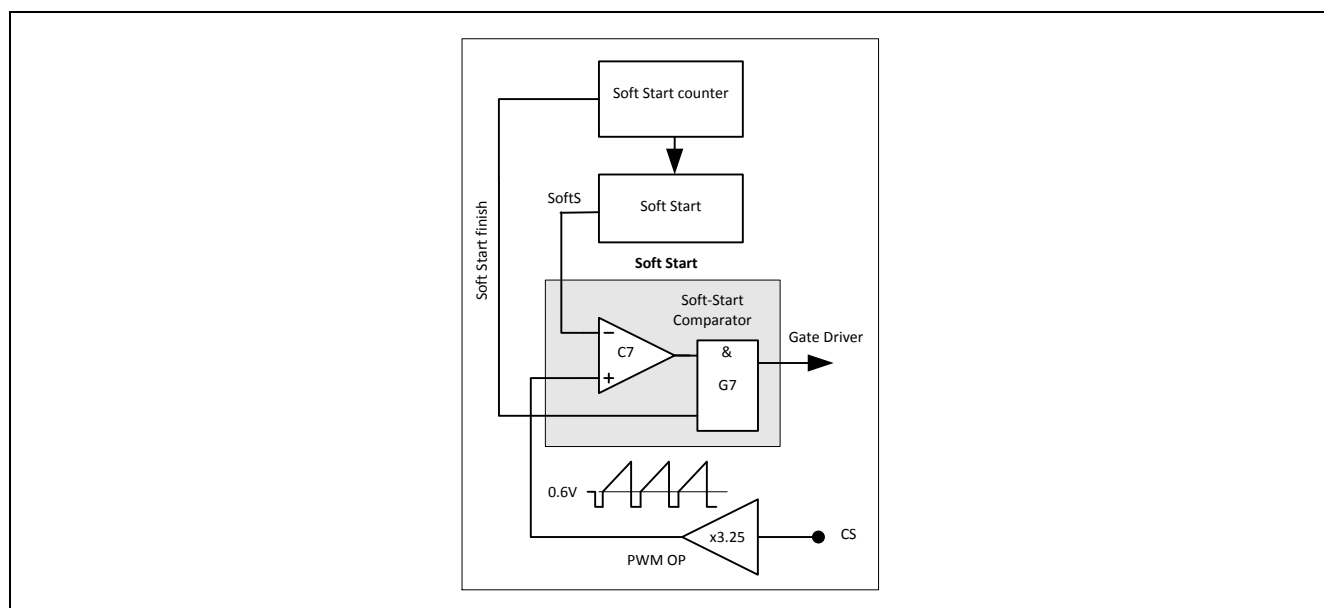 Soft Start counter
SoftS
Soft Start
Soft Start finish
Soft Start
Soft-Start
Comparator
Gate Driver
−
C7
+
&
G7
0.6V
x3.25
CS
PWM OP